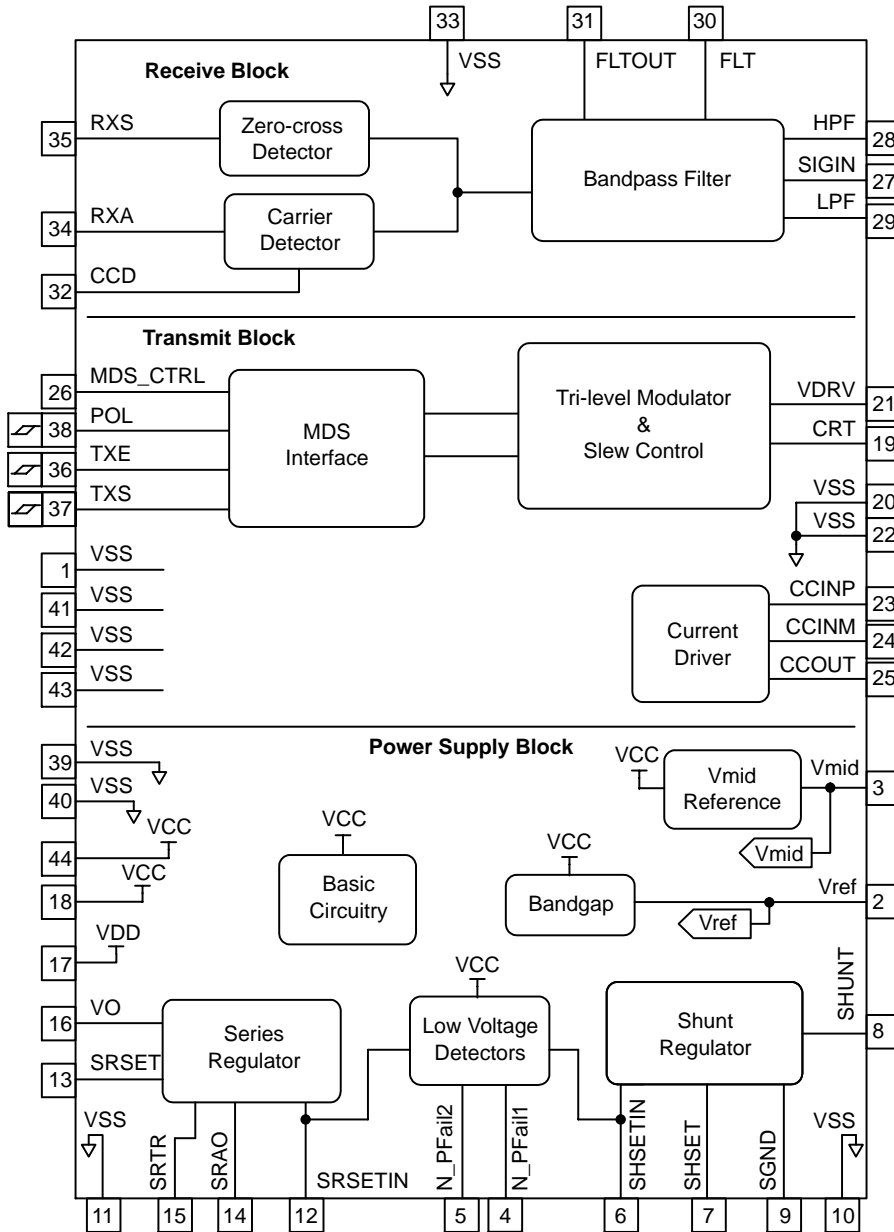 33
31
30
VSS
FLTOUT
FLT
Receive Block
35
RXS
Zero-cross
Detector
Bandpass Filter
HPF
28
SIGIN
27
LPF
29
34
RXA
Carrier
Detector
32
CCD
Transmit Block
26
MDS_CTRL
38
POL
36
TXE
37
TXS
MDS
Interface
Tri-level Modulator
&
Slew Control
VDRV
21
CRT
19
VSS
20
VSS
22
1
VSS
41
VSS
42
VSS
43
VSS
Current
Driver
CCINP
23
CCINM
24
CCOUT
25
Power Supply Block
39
VSS
40
VSS
44
VCC
18
VCC
17
VDD
VCC
Basic
Circuitry
VCC
Vmid
Reference
Vmid
3
Vmid
VCC
Bandgap
Vref
2
Vref
16
VO
13
SRSET
Series
Regulator
VCC
Low Voltage
Detectors
Shunt
Regulator
SHUNT
8
VSS
SRTR
SRAO
SRSETIN
N_PFail2
N_PFail1
SHSETIN
SHSET
SGND
VSS
11
15
14
12
5
4
6
7
9
10